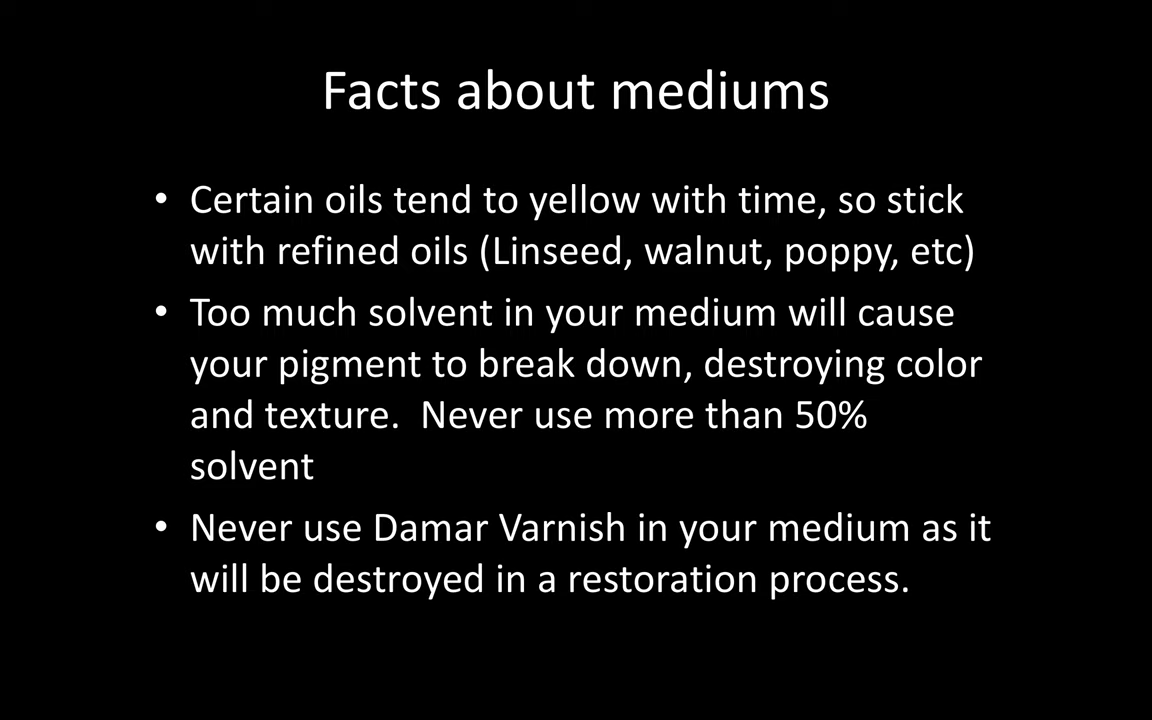 Facts about mediums
• Certain oils tend to yellow with time, so stick
with refined oils (Linseed, walnut, poppy, etc)
• Too much solvent in your medium will cause
your pigment to break down, destroying color
and texture.  Never use more than 50%
solvent
• Never use Damar Varnish in your medium as it
will be destroyed in a restoration process.